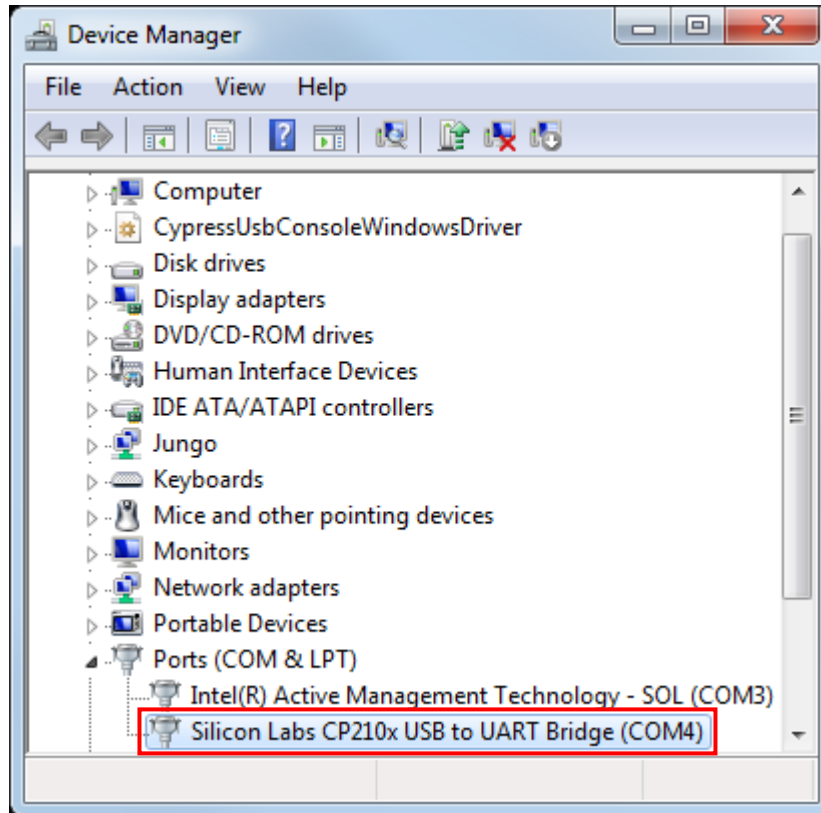 Device Manager
File Action View Help
Computer
CypressUsbConsoleWindowsDriver
Disk drives
Display adapters
DVD/CD-ROM drives
Human Interface Devices
IDE ATA/ATAPI controllers
Jungo
Keyboards
Mice and other pointing devices
Monitors
Network adapters
Portable Devices
Ports (COM & LPT)
Intel(R) Active Management Technology - SOL (COM3)
Silicon Labs CP210x USB to UART Bridge (COM4)